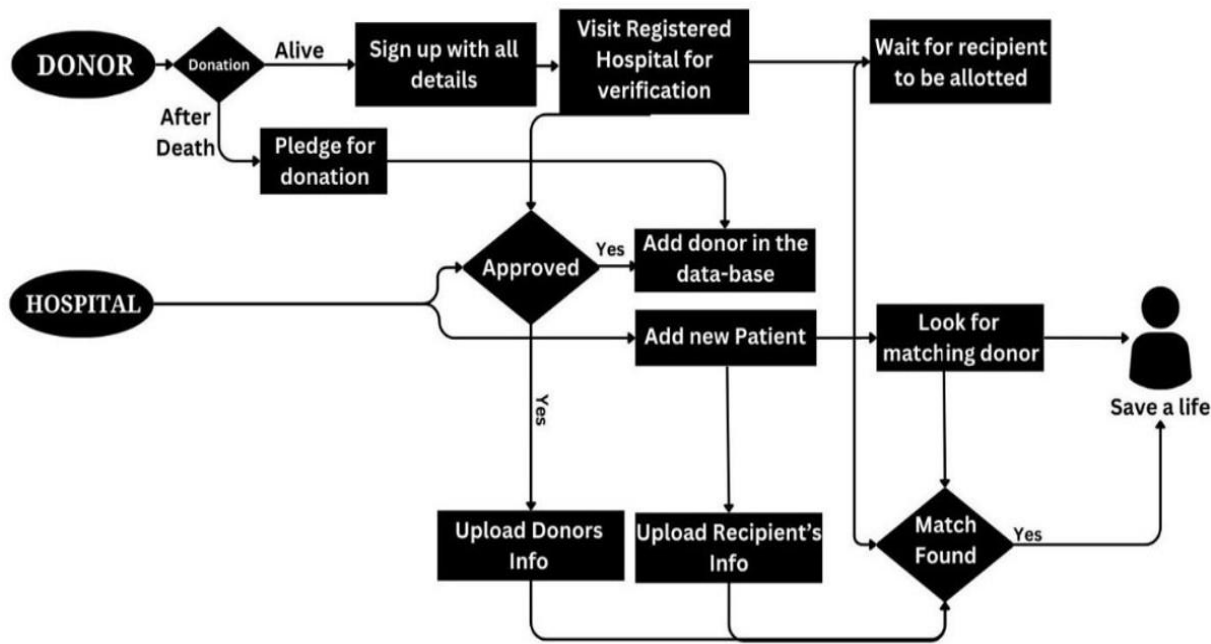 DONOR
Donation
Alive
Sign up with all
details
Visit Registered
Hospital for
verification
Wait for recipient
to be allotted
After
Death
Pledge for
donation
Approved
Yes
Add donor in the
data-base
HOSPITAL
Add new Patient
Look for
matching donor
Save a life
Yes
Upload Donors
Info
Upload Recipient's
Info
Match
Found
Yes